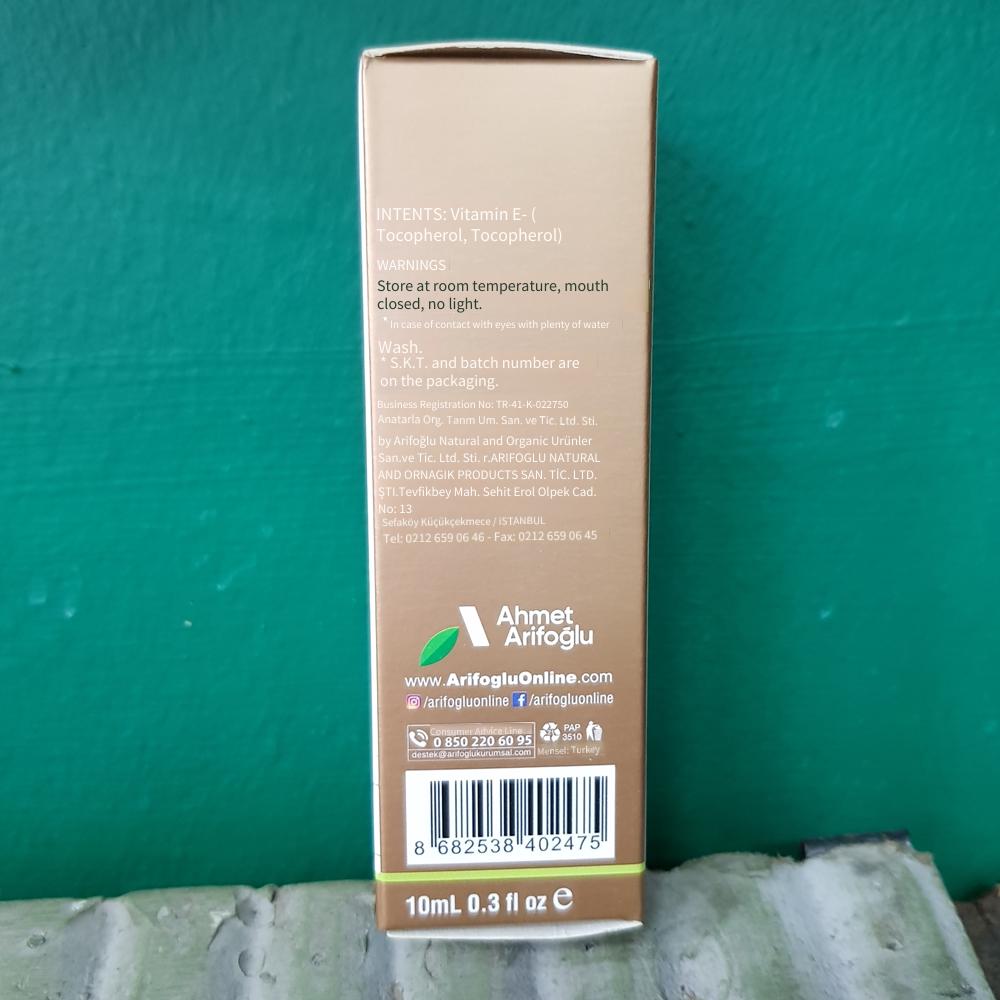 INTENTS: Vitamin E- (
Tocopherol, Tocopherol)
WARNINGS
Store at room temperature, mouth
closed, no light.
* In case of contact with eyes with plenty of water
Wash.
* S.K.T. and batch number are
on the packaging.
Business Registration No: TR-41-K-022750
Anatarla Org. Tanm Um. San. ve Tic. Ltd. Sti.
by Arifoğlu Natural and Organic Urünler
San.ve Tic. Ltd. Sti. r.ARIFOGLU NATURAL
AND ORNAGIK PRODUCTS SAN. TİC. LTD.
ŞTI.Tevfikbey Mah. Sehit Erol Olpek Cad.
No: 13
Sefaköy Küçükçekmece / iSTANBUL
Tel: 0212 659 06 46 - Fax: 0212 659 06 45
Ahmet
Arifoğlu
www.ArifogluOnline.com
/arifogluonline /arifogluonline
Consumer Advice Line
0 850 220 60 95
destek@arifoglukurumsal.com
PAP
3510
Mensel: Turkey
8 682538 402475
10mL 0.3 fl oz e